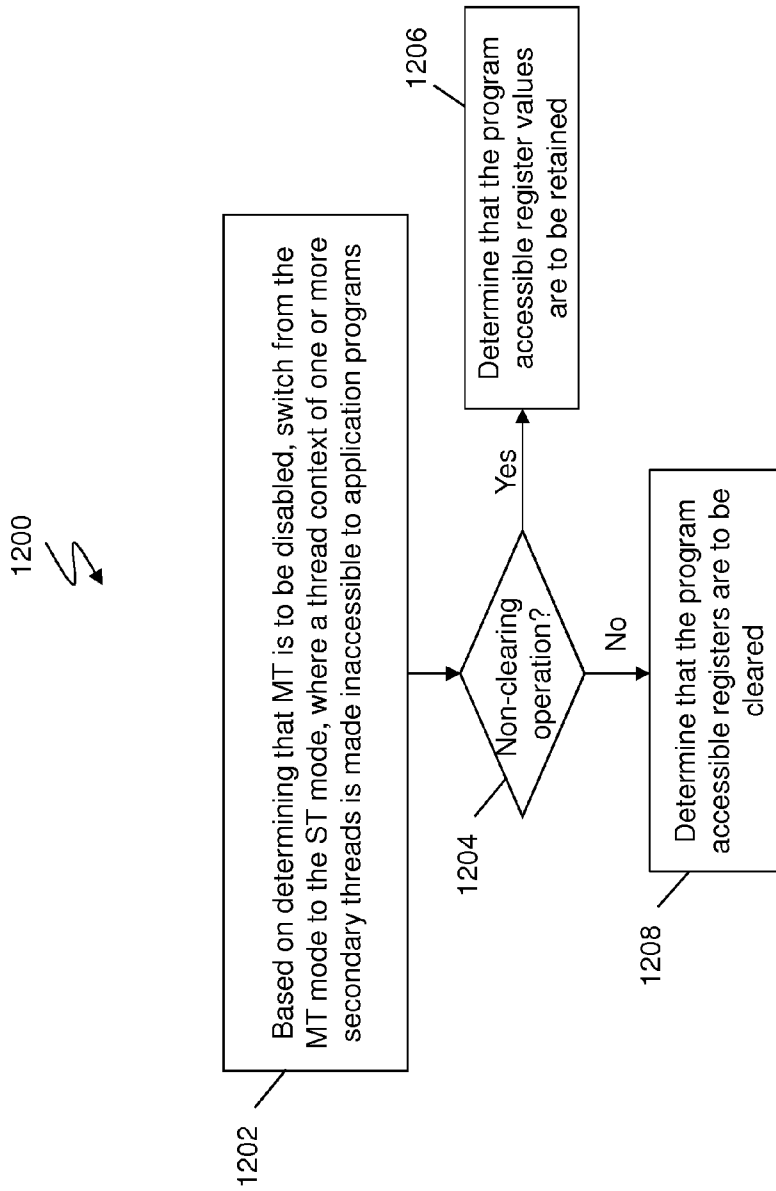 1200
1202
Based on determining that MT is to be disabled, switch from the
MT mode to the ST mode, where a thread context of one or more
secondary threads is made inaccessible to application programs
1204
Non-clearing
operation?
Yes
1206
Determine that the program
accessible register values
are to be retained
No
1208
Determine that the program
accessible registers are to be
cleared